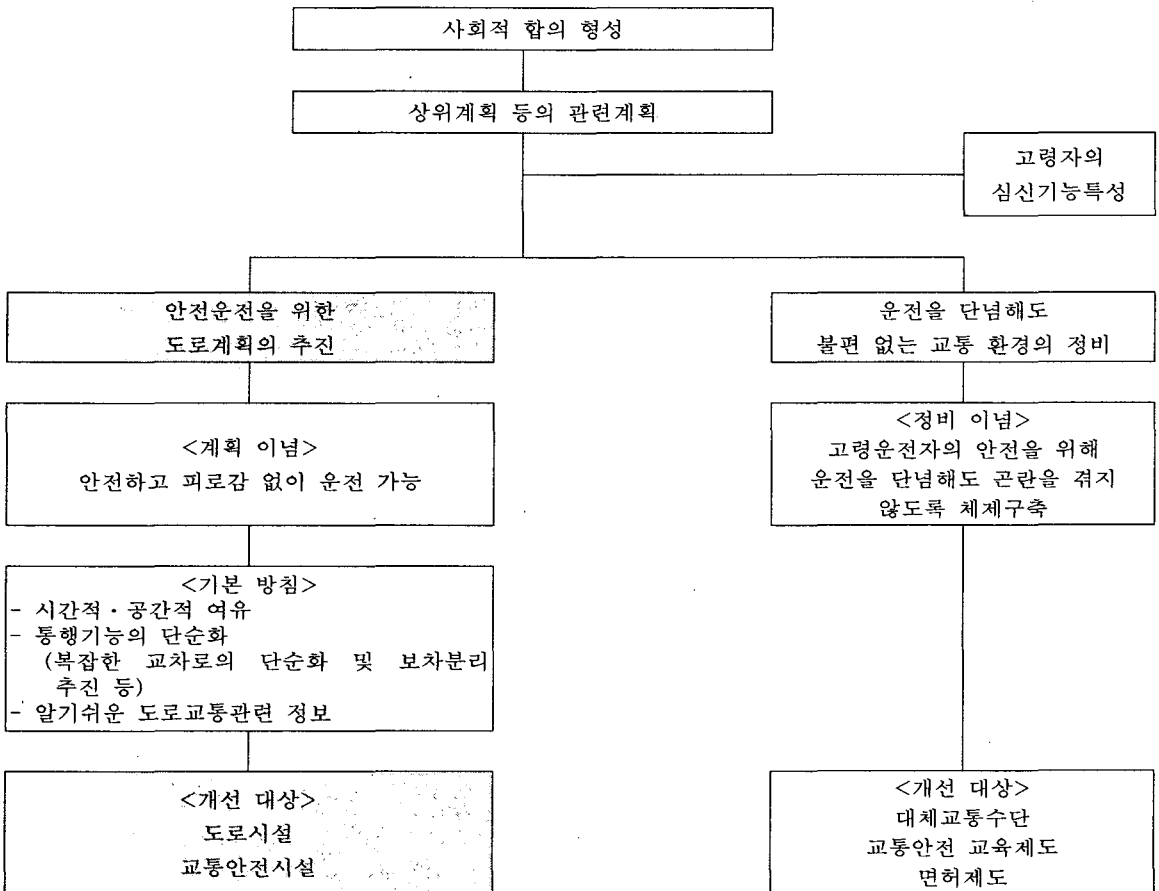 사회적 합의 형성
상위계획 등의 관련계획
고령자의
심신기능특성
안전운전을 위한
도로계획의 추진
<계획 이념>
안전하고 피로감 없이 운전 가능
<기본 방침>
- 시간적·공간적 여유
- 통행기능의 단순화
(복잡한 교차로의 단순화 및 보차분리
추진 등)
- 알기쉬운 도로교통관련 정보
<개선 대상>
도로시설
교통안전시설
운전을 단념해도
불편 없는 교통 환경의 정비
<정비 이념>
고령운전자의 안전을 위해
운전을 단념해도 곤란을 겪지
않도록 체제구축
<개선 대상>
대체교통수단
교통안전 교육제도
면허제도